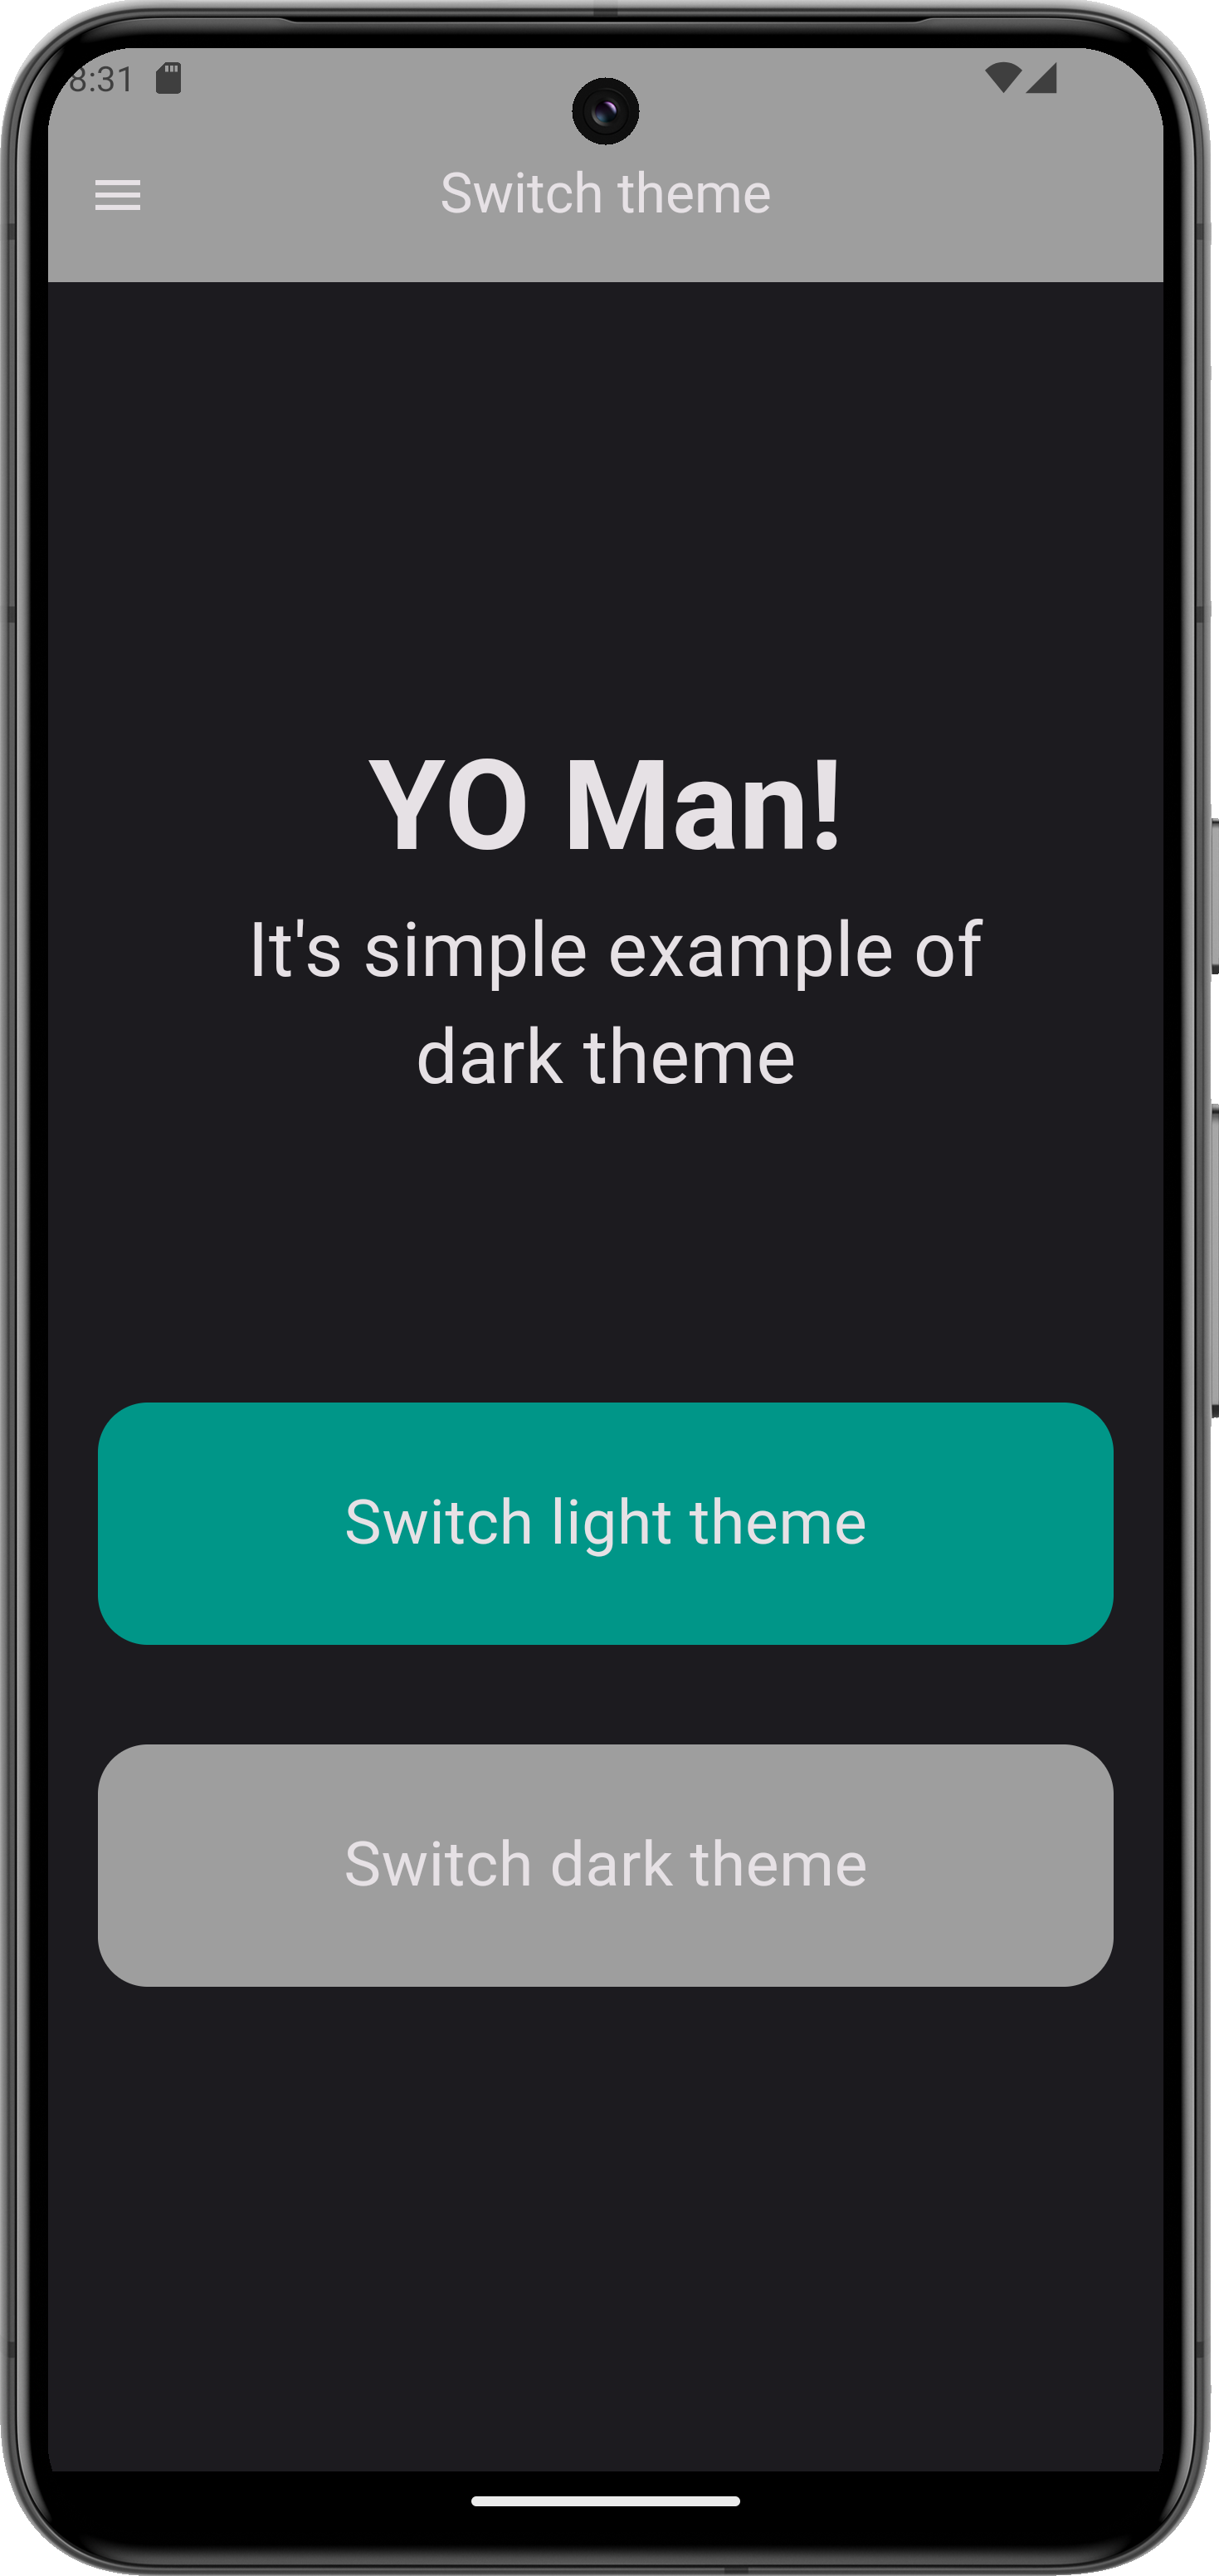 8:31
Switch theme
YO Man!
It's simple example of
dark theme
Switch light theme
Switch dark theme